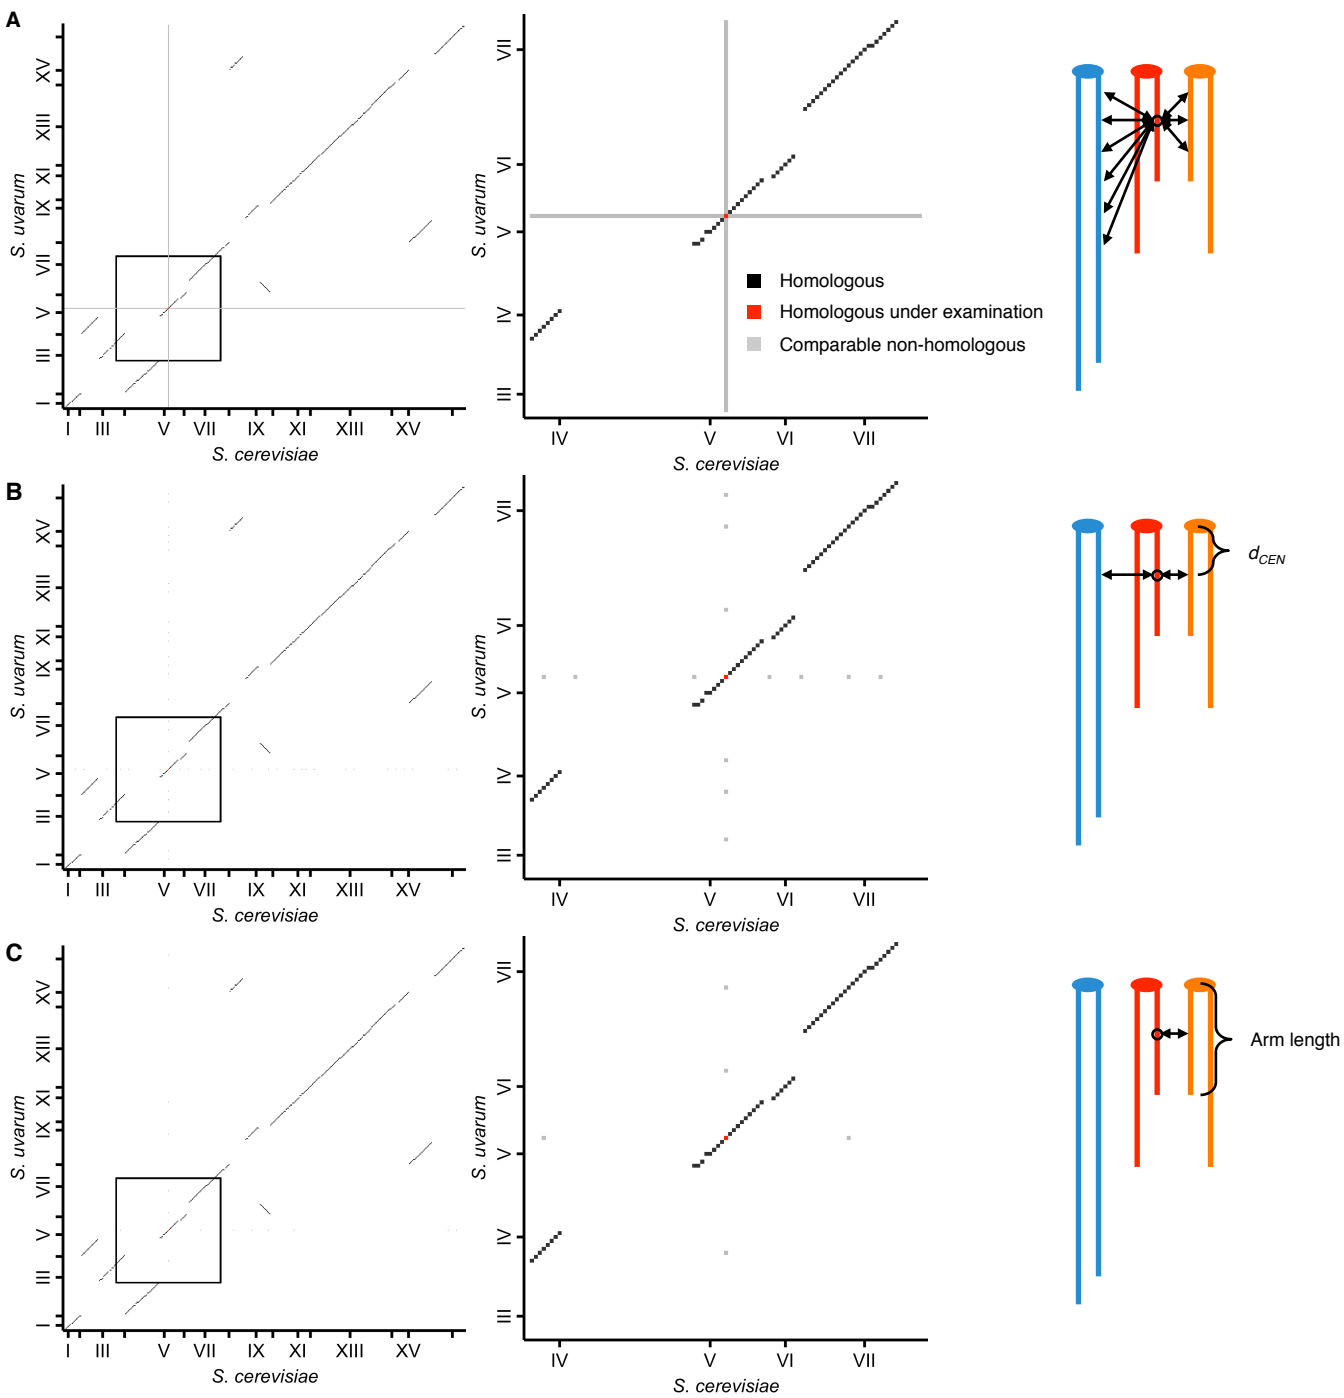 A
S. uvarum
XV
XIII
XI
IX
VII
V
III
I
I III V VII IX XI XIII XV
S. cerevisiae
S. uvarum
VII
VI
V
IV
III
Homologous
Homologous under examination
Comparable non-homologous
IV V VI VII
S. cerevisiae
B
S. uvarum
XV
XIII
XI
IX
VII
V
III
I
I III V VII IX XI XIII XV
S. cerevisiae
S. uvarum
VII
VI
V
IV
III
IV V VI VII
S. cerevisiae
dCEN
C
S. uvarum
XV
XIII
XI
IX
VII
V
III
I
I III V VII IX XI XIII XV
S. cerevisiae
S. uvarum
VII
VI
V
IV
III
IV V VI VII
S. cerevisiae
Arm length